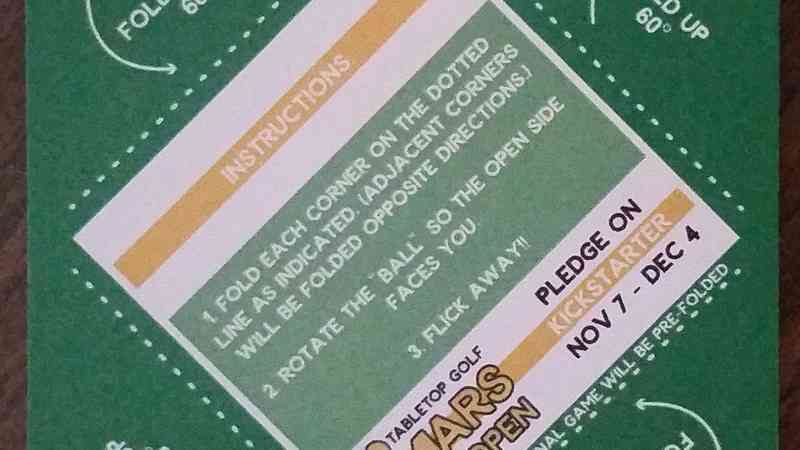 FOLD
60°
FOLD UP
60°
INSTRUCTIONS
1. FOLD EACH CORNER ON THE DOTTED
LINE AS INDICATED. (ADJACENT CORNERS
WILL BE FOLDED OPPOSITE DIRECTIONS.)
2 ROTATE THE "BALL" SO THE OPEN SIDE
FACES YOU.
3. FLICK AWAY!!
PLEDGE ON
KICKSTARTER
NOV 7 - DEC 4
TABLETOP GOLF
MARS
OPEN
GAME WILL BE PRE-FOLDED